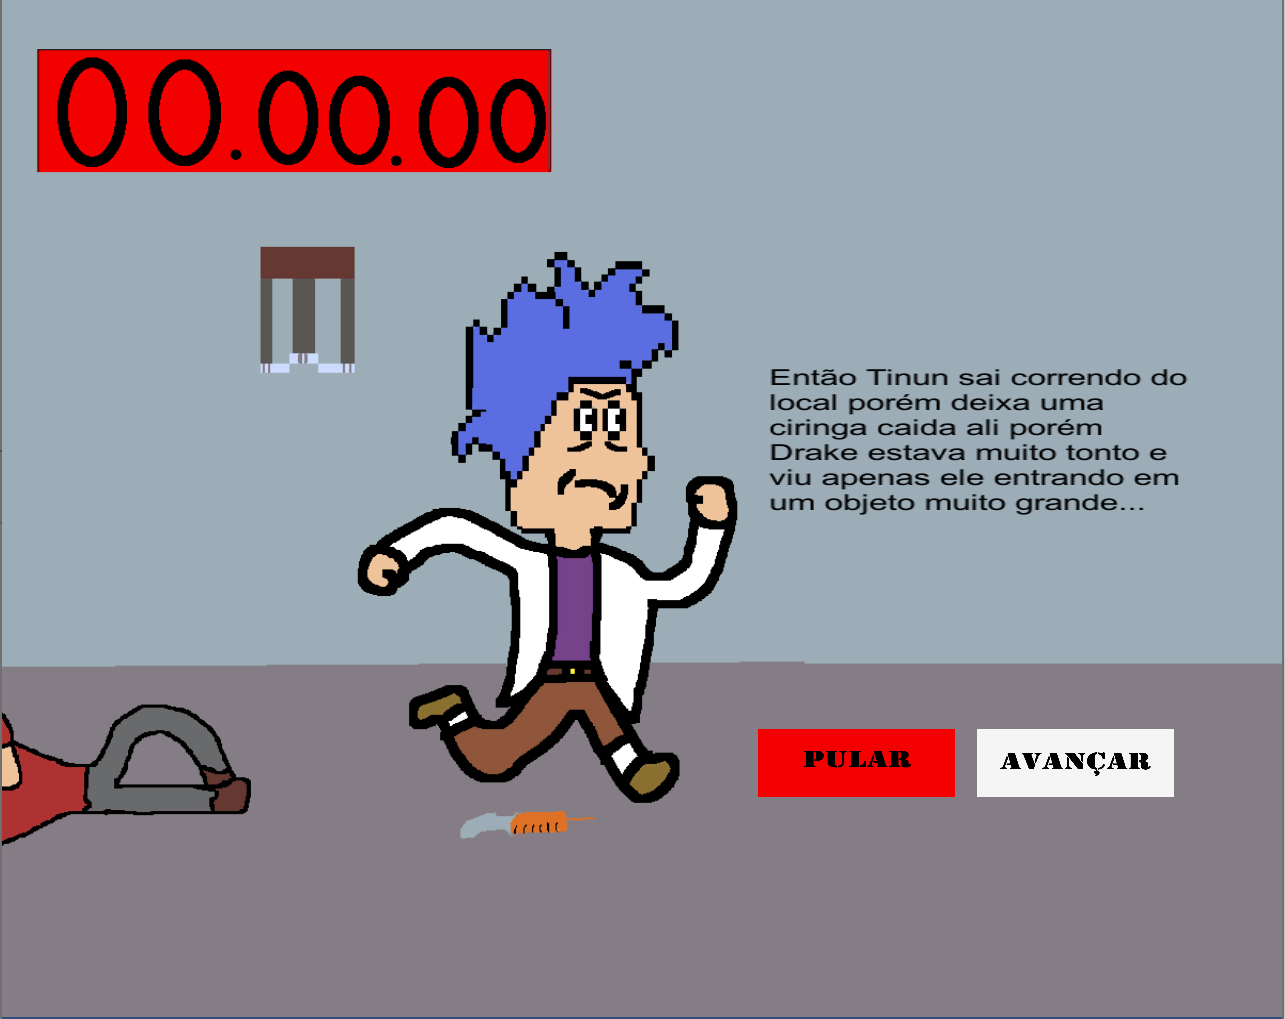 00.00.00
Então Tinun sai correndo do
local porém deixa uma
ciringa caida ali porém
Drake estava muito tonto e
viu apenas ele entrando em
um objeto muito grande...
PULAR
AVANÇAR